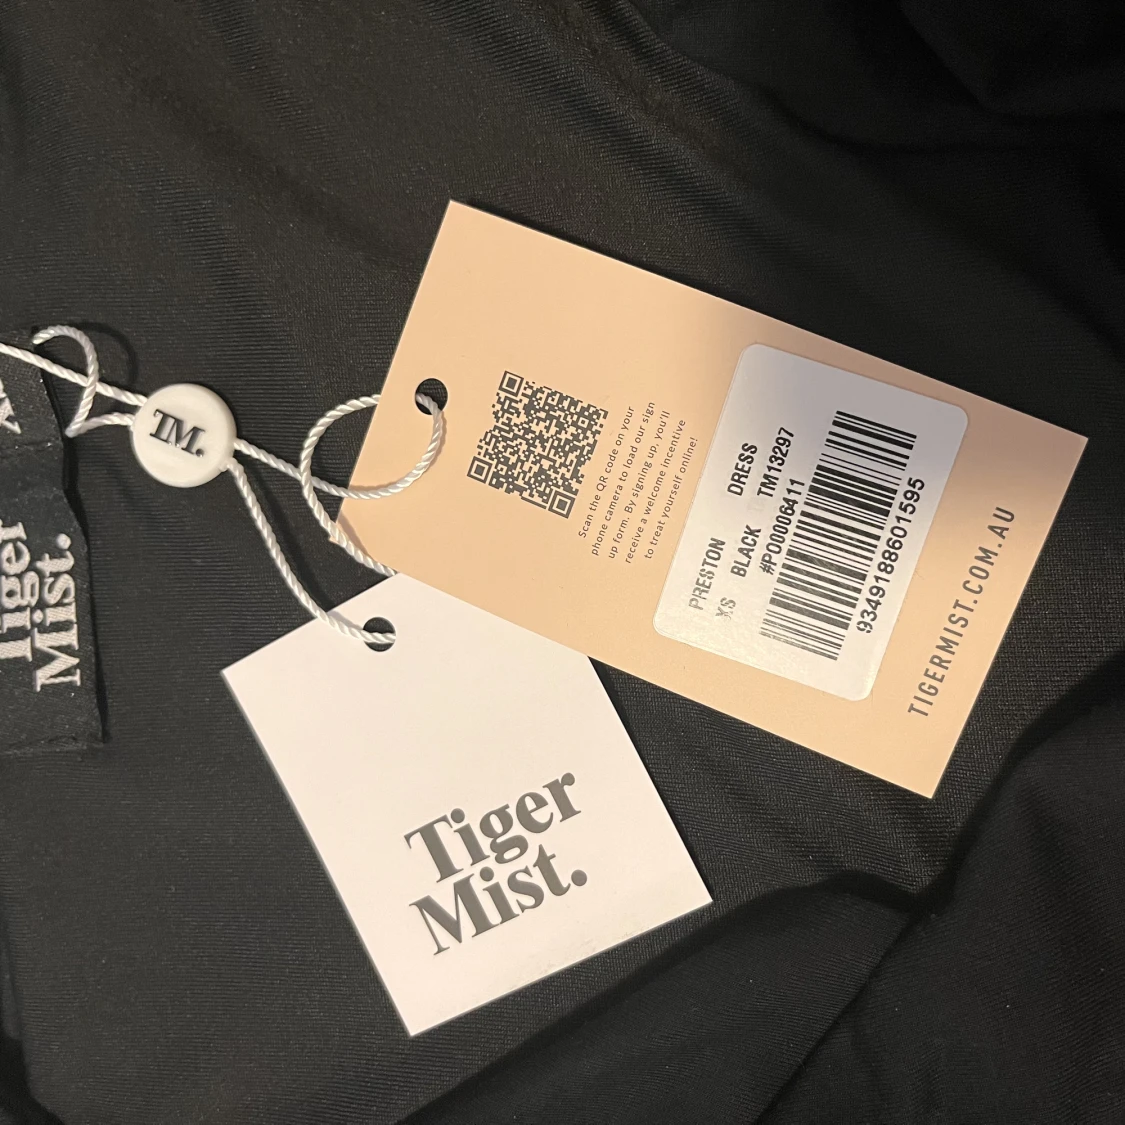 TM.
Tiger
Mist.
Scan the QR code on your
phone camera to load our sign
up form. By signing up, you'll
receive a welcome incentive
to treat yourself online!
PRESTON DRESS
XS BLACK TM13297
#PO0006411
9349188601595
TIGERMIST.COM.AU
Tiger
Mist.